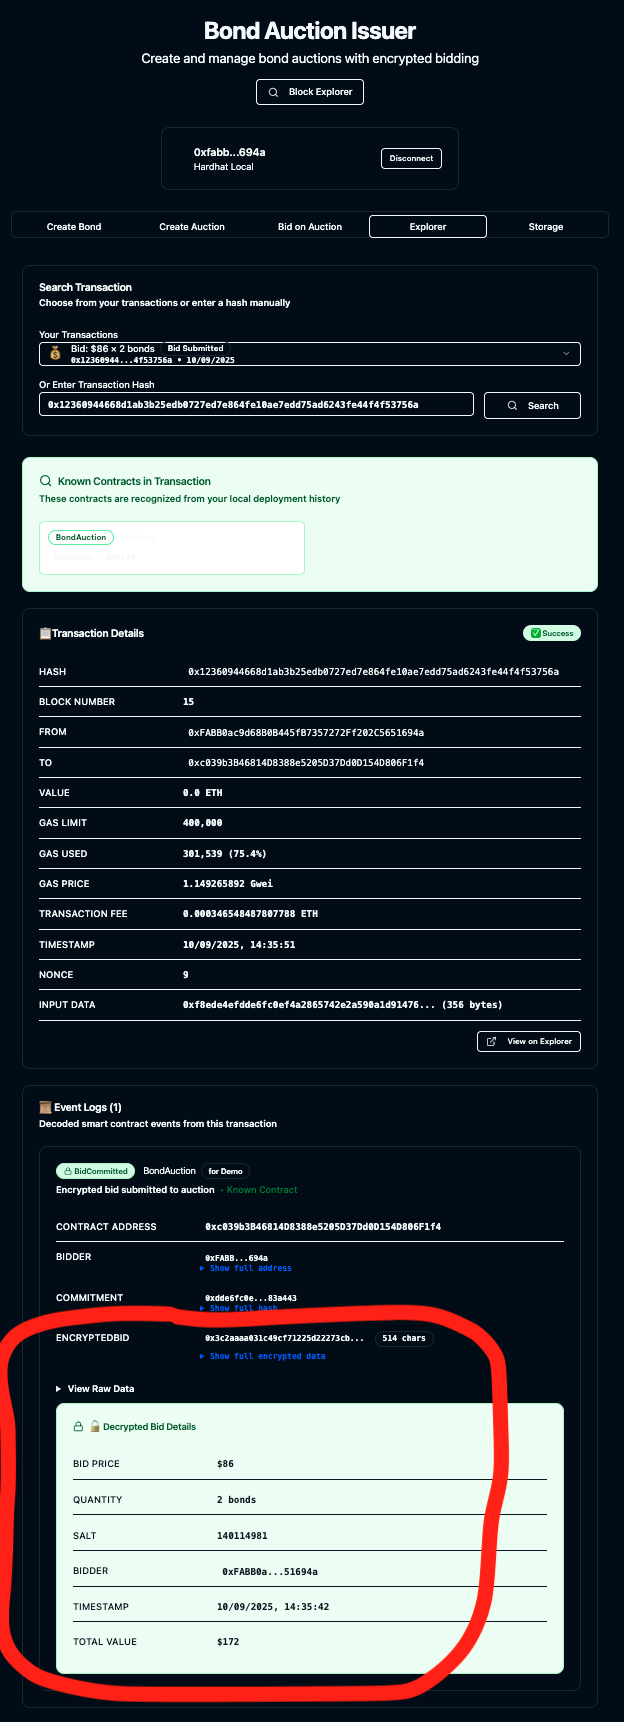 Bond Auction Issuer
Create and manage bond auctions with encrypted bidding
Block Explorer
0xfabb...694a
Hardhat Local
Disconnect
Create Bond
Create Auction
Bid on Auction
Explorer
Storage
Search Transaction
Choose from your transactions or enter a hash manually
Your Transactions
Bid: $86 × 2 bonds Bid Submitted
0x12360944...4f53756a • 10/09/2025
Or Enter Transaction Hash
0x12360944668d1ab3b25edb0727ed7e864fe10ae7edd75ad6243fe44f4f53756a
Search
Known Contracts in Transaction
These contracts are recognized from your local deployment history
BondAuction for Demo
Transaction Details
Success
HASH 0x12360944668d1ab3b25edb0727ed7e864fe10ae7edd75ad6243fe44f4f53756a
BLOCK NUMBER 15
FROM 0xFABB0ac9d68B0B445fB7357272Ff202C5651694a
TO 0xc039b3B46814D8388e5205D37Dd0D154D806F1f4
VALUE 0.0 ETH
GAS LIMIT 400,000
GAS USED 301,539 (75.4%)
GAS PRICE 1.149265892 Gwei
TRANSACTION FEE 0.000346548487807788 ETH
TIMESTAMP 10/09/2025, 14:35:51
NONCE 9
INPUT DATA 0xf8ede4efdde6fc0ef4a2865742e2a590a1d91476... (356 bytes)
View on Explorer
Event Logs (1)
Decoded smart contract events from this transaction
BidCommitted BondAuction for Demo
Encrypted bid submitted to auction • Known Contract
CONTRACT ADDRESS 0xc039b3B46814D8388e5205D37Dd0D154D806F1f4
BIDDER 0xFABB...694a
Show full address
COMMITMENT 0xdde6fc0e...83a443
Show full hash
ENCRYPTEDBID 0x3c2aaaa031c49cf71225d22273cb... 514 chars
Show full encrypted data
View Raw Data
Decrypted Bid Details
BID PRICE $86
QUANTITY 2 bonds
SALT 140114981
BIDDER 0xFABB0a...51694a
TIMESTAMP 10/09/2025, 14:35:42
TOTAL VALUE $172